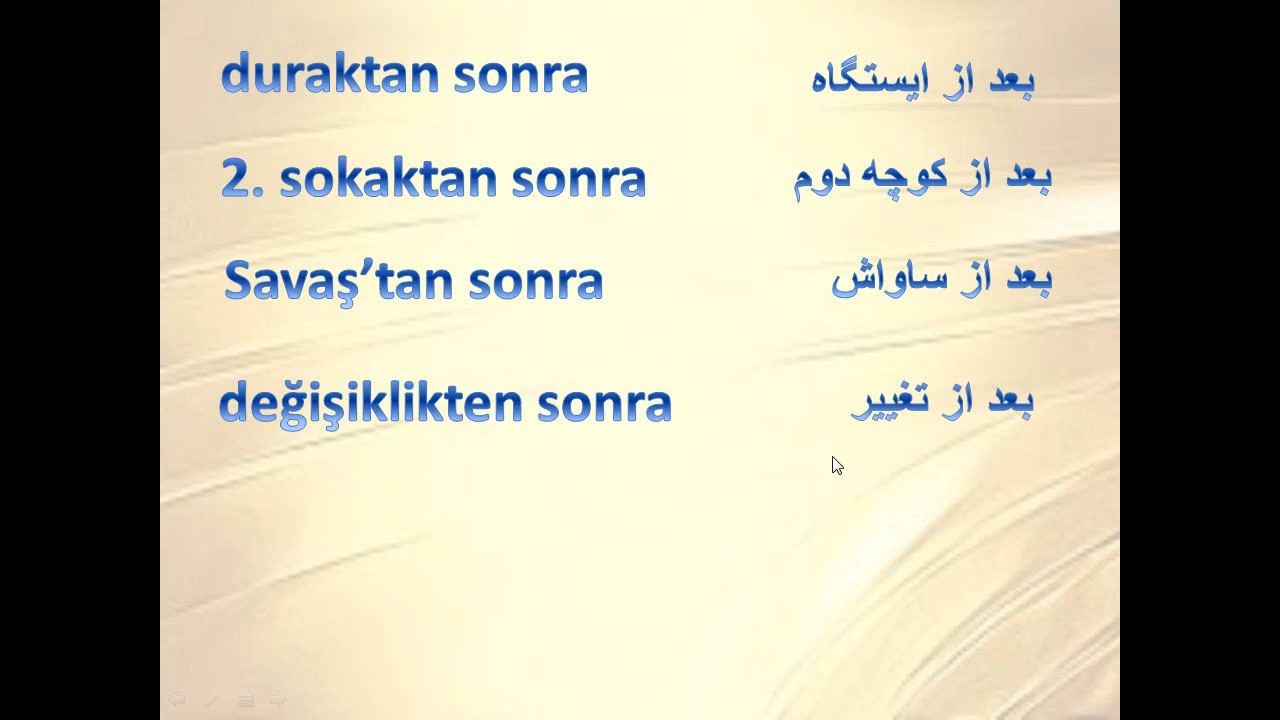 duraktan sonra بعد از ایستگاه
2. sokaktan sonra بعد از کوچه دوم
Savaş’tan sonra بعد از ساواش
değişiklikten sonra بعد از تغییر